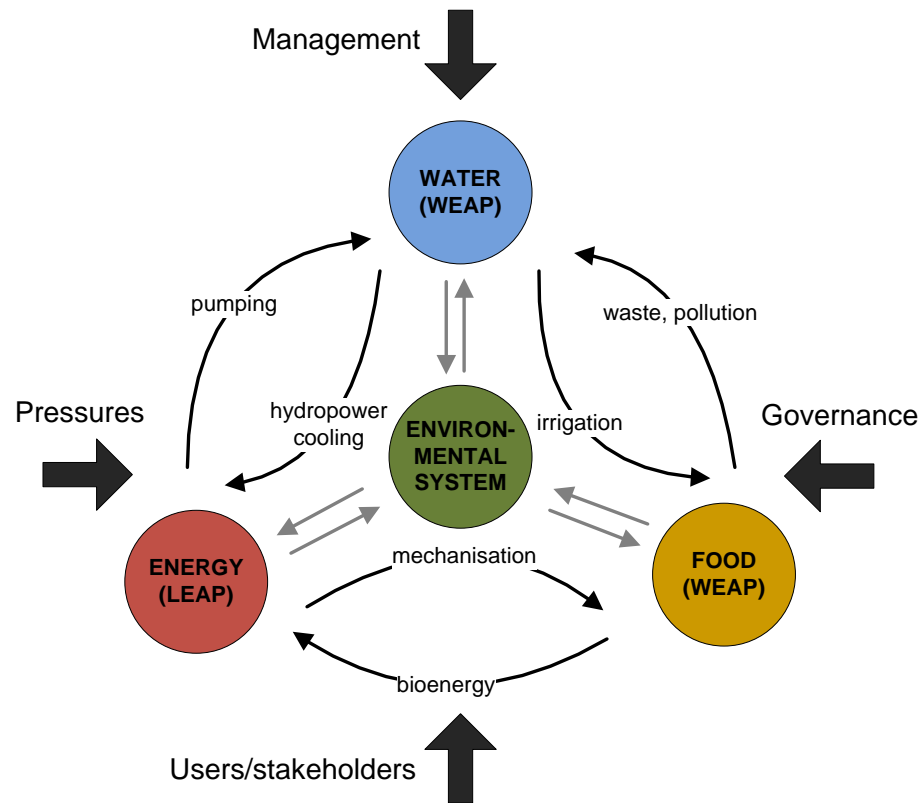 Management
WATER
(WEAP)
pumping
waste, pollution
hydropower
cooling
irrigation
Pressures
Governance
ENVIRON-
MENTAL
SYSTEM
mechanisation
ENERGY
(LEAP)
FOOD
(WEAP)
bioenergy
Users/stakeholders